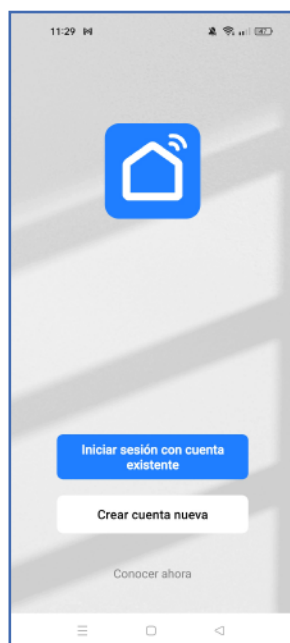 11:29
Iniciar sesión con cuenta
existente
Crear cuenta nueva
Conocer ahora